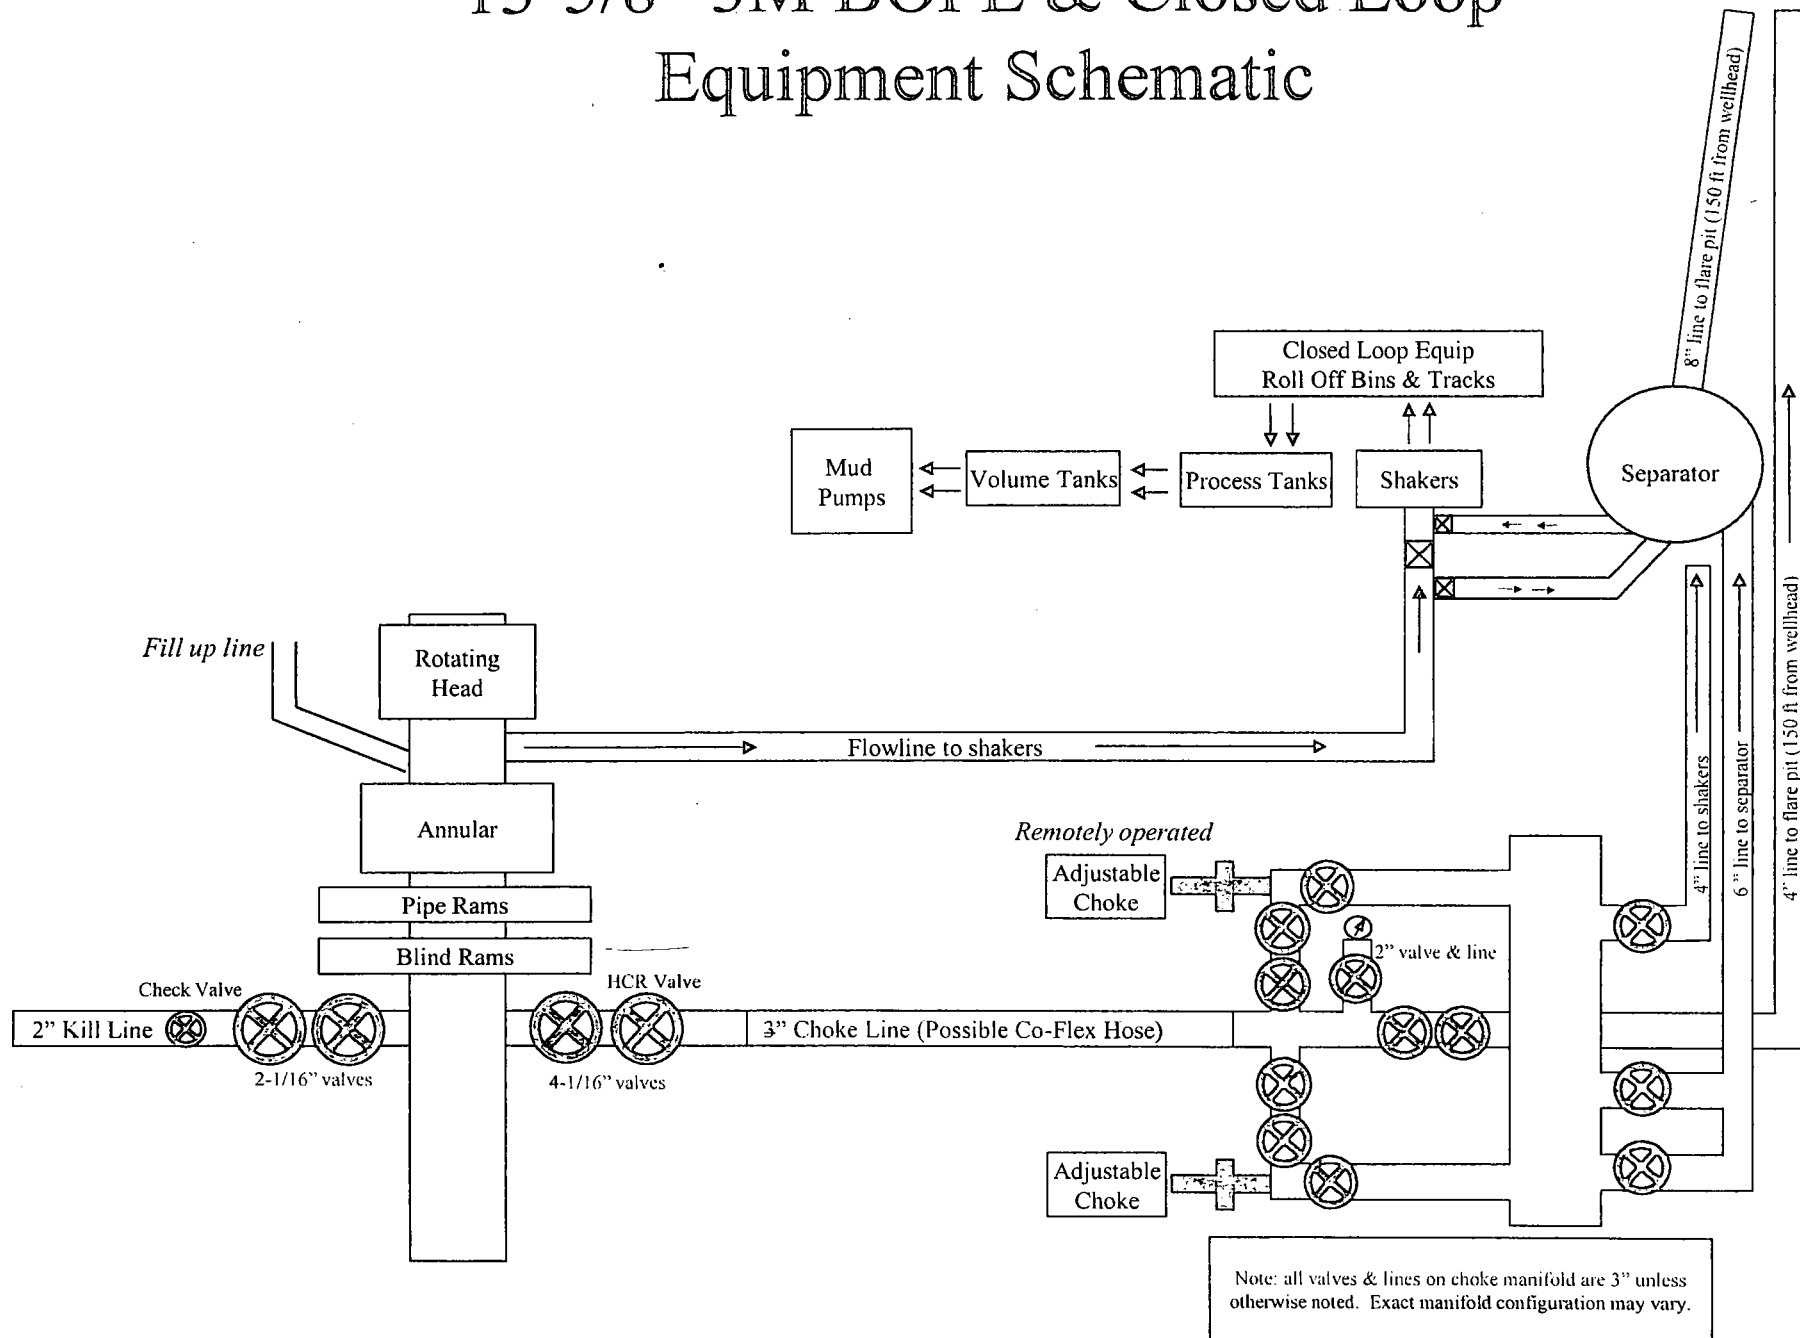 Equipment Schematic
8” line to flare pit (150 ft from wellhead)
Closed Loop Equip
Roll Off Bins & Tracks
Mud
Pumps
Volume Tanks
Process Tanks
Shakers
Separator
Fill up line
Rotating
Head
Flowline to shakers
Annular
Pipe Rams
Blind Rams
Check Valve
HCR Valve
2” Kill Line
3” Choke Line (Possible Co-Flex Hose)
2-1/16” valves
4-1/16” valves
Remotely operated
Adjustable
Choke
2” valve & line
Adjustable
Choke
4” line to shakers
6” line to separator
4” line to flare pit (150 ft from wellhead)
Note: all valves & lines on choke manifold are 3” unless
otherwise noted. Exact manifold configuration may vary.